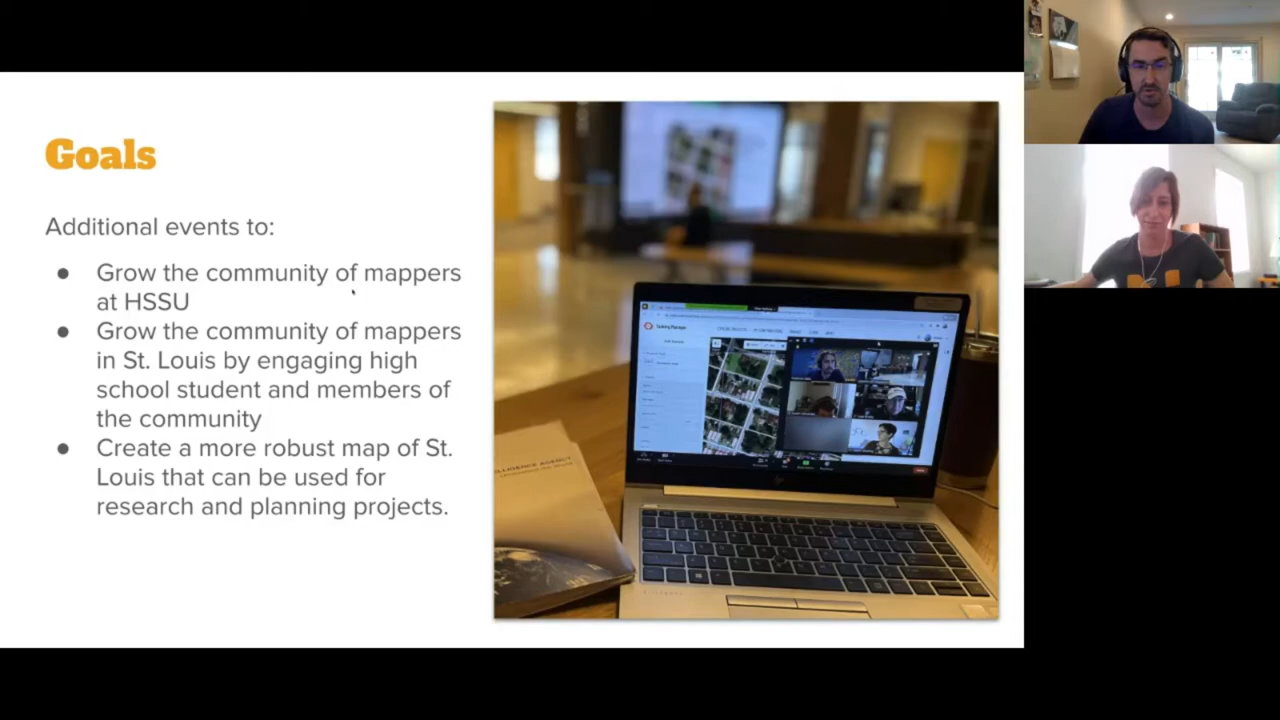 Goals
Additional events to:
● Grow the community of mappers
at HSSU
● Grow the community of mappers
in St. Louis by engaging high
school student and members of
the community
● Create a more robust map of St.
Louis that can be used for
research and planning projects.